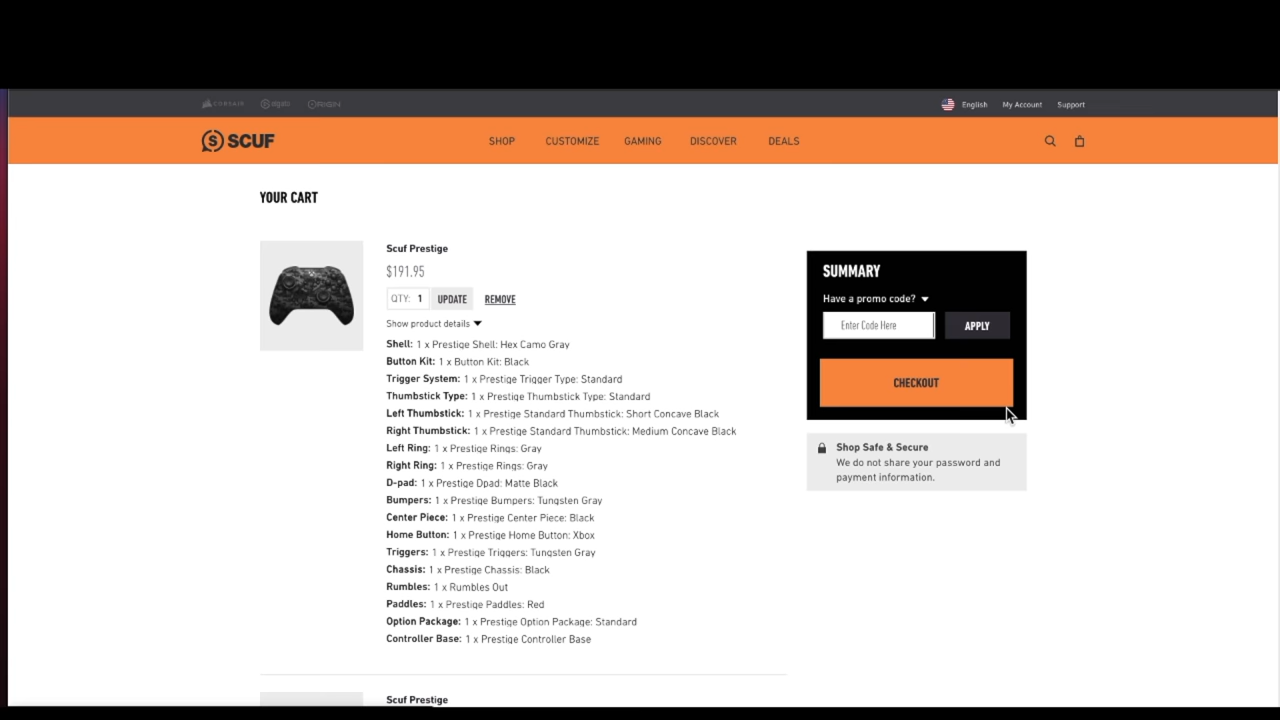 CORSAIR elgato ORIGIN English My Account Support
SCUF SHOP CUSTOMIZE GAMING DISCOVER DEALS
YOUR CART
Scuf Prestige
$191.95
QTY: 1 UPDATE REMOVE
Show product details
Shell: 1 x Prestige Shell: Hex Camo Gray
Button Kit: 1 x Button Kit: Black
Trigger System: 1 x Prestige Trigger Type: Standard
Thumbstick Type: 1 x Prestige Thumbstick Type: Standard
Left Thumbstick: 1 x Prestige Standard Thumbstick: Short Concave Black
Right Thumbstick: 1 x Prestige Standard Thumbstick: Medium Concave Black
Left Ring: 1 x Prestige Rings: Gray
Right Ring: 1 x Prestige Rings: Gray
D-pad: 1 x Prestige Dpad: Matte Black
Bumpers: 1 x Prestige Bumpers: Tungsten Gray
Center Piece: 1 x Prestige Center Piece: Black
Home Button: 1 x Prestige Home Button: Xbox
Triggers: 1 x Prestige Triggers: Tungsten Gray
Chassis: 1 x Prestige Chassis: Black
Rumbles: 1 x Rumbles Out
Paddles: 1 x Prestige Paddles: Red
Option Package: 1 x Prestige Option Package: Standard
Controller Base: 1 x Prestige Controller Base
Scuf Prestige
SUMMARY
Have a promo code?
Enter Code Here APPLY
CHECKOUT
Shop Safe & Secure
We do not share your password and
payment information.